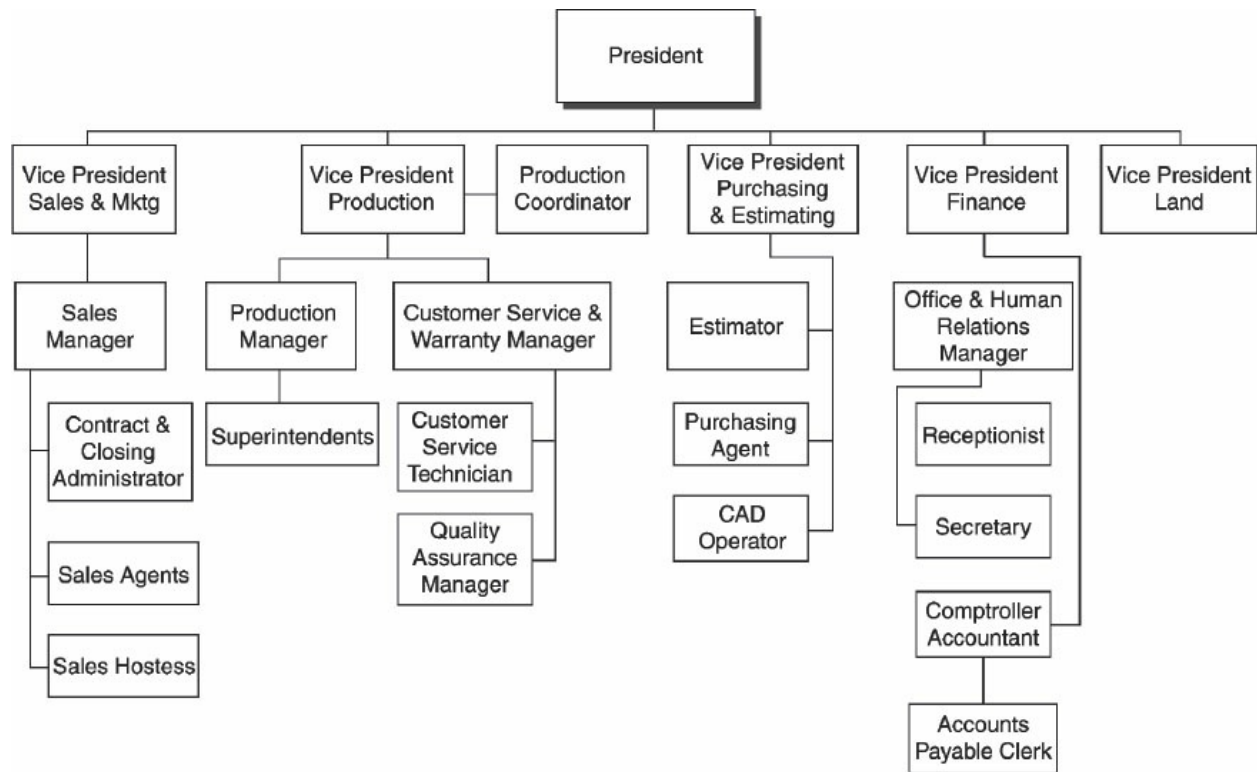 President
Vice President
Sales & Mktg
Vice President
Production
Production
Coordinator
Vice President
Purchasing
& Estimating
Vice President
Finance
Vice President
Land
Sales
Manager
Production
Manager
Customer Service &
Warranty Manager
Estimator
Office & Human
Relations
Manager
Contract &
Closing
Administrator
Superintendents
Customer
Service
Technician
Purchasing
Agent
Receptionist
Quality
Assurance
Manager
CAD
Operator
Secretary
Sales Agents
Comptroller
Accountant
Sales Hostess
Accounts
Payable Clerk